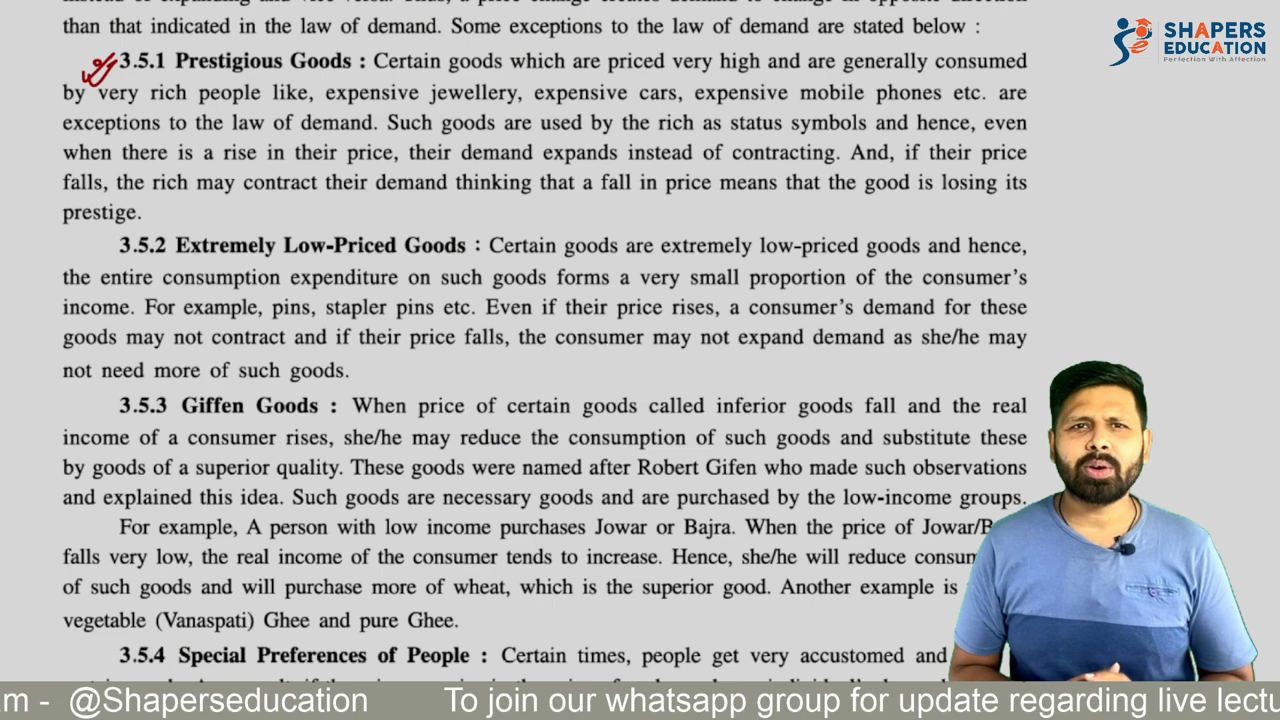 than that indicated in the law of demand. Some exceptions to the law of demand are stated below :
SHAPERS
EDUCATION
Perfection With Affection
3.5.1 Prestigious Goods : Certain goods which are priced very high and are generally consumed
by very rich people like, expensive jewellery, expensive cars, expensive mobile phones etc. are
exceptions to the law of demand. Such goods are used by the rich as status symbols and hence, even
when there is a rise in their price, their demand expands instead of contracting. And, if their price
falls, the rich may contract their demand thinking that a fall in price means that the good is losing its
prestige.
3.5.2 Extremely Low-Priced Goods : Certain goods are extremely low-priced goods and hence,
the entire consumption expenditure on such goods forms a very small proportion of the consumer's
income. For example, pins, stapler pins etc. Even if their price rises, a consumer's demand for these
goods may not contract and if their price falls, the consumer may not expand demand as she/he may
not need more of such goods.
3.5.3 Giffen Goods : When price of certain goods called inferior goods fall and the real
income of a consumer rises, she/he may reduce the consumption of such goods and substitute these
by goods of a superior quality. These goods were named after Robert Gifen who made such observations
and explained this idea. Such goods are necessary goods and are purchased by the low-income groups.
For example, A person with low income purchases Jowar or Bajra. When the price of Jowar/B
falls very low, the real income of the consumer tends to increase. Hence, she/he will reduce consum
of such goods and will purchase more of wheat, which is the superior good. Another example is
vegetable (Vanaspati) Ghee and pure Ghee.
3.5.4 Special Preferences of People : Certain times, people get very accustomed and
m - @Shaperseducation To join our whatsapp group for update regarding live lectu